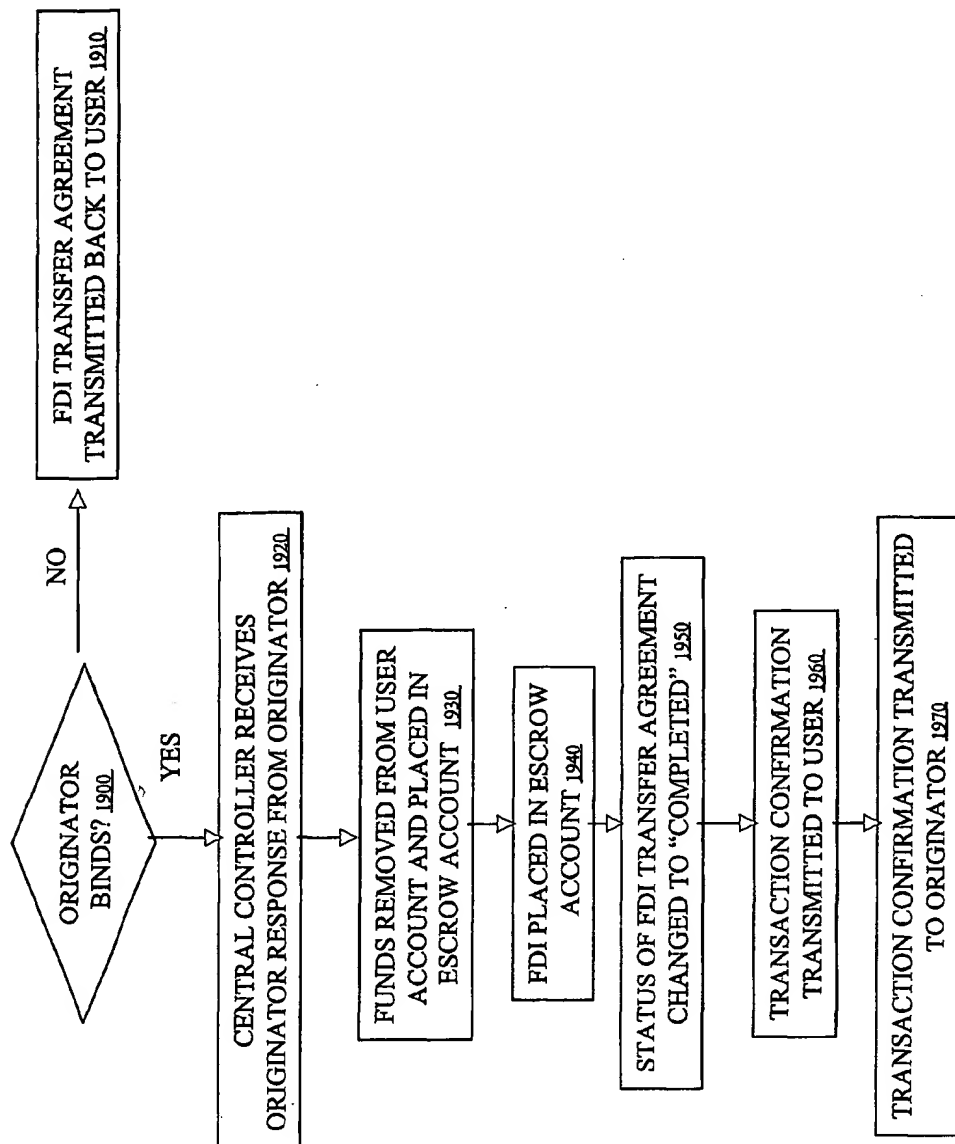 ORIGINATOR
BINDS? 1900
NO
FDI TRANSFER AGREEMENT
TRANSMITTED BACK TO USER 1910
YES
CENTRAL CONTROLLER RECEIVES
ORIGINATOR RESPONSE FROM ORIGINATOR 1920
FUNDS REMOVED FROM USER
ACCOUNT AND PLACED IN
ESCROW ACCOUNT 1930
FDI PLACED IN ESCROW
ACCOUNT 1940
STATUS OF FDI TRANSFER AGREEMENT
CHANGED TO “COMPLETED” 1950
TRANSACTION CONFIRMATION
TRANSMITTED TO USER 1960
TRANSACTION CONFIRMATION TRANSMITTED
TO ORIGINATOR 1970